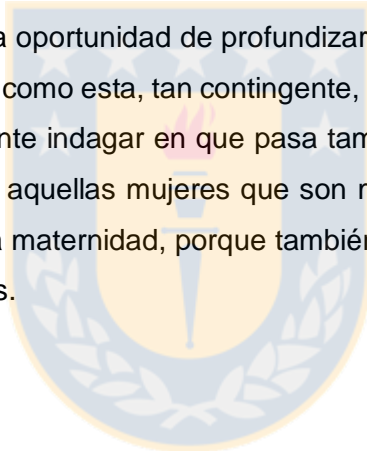 a oportunidad de profundizar
como esta, tan contingente,
nte indagar en que pasa tam
aquellas mujeres que son
a maternidad, porque también
s.